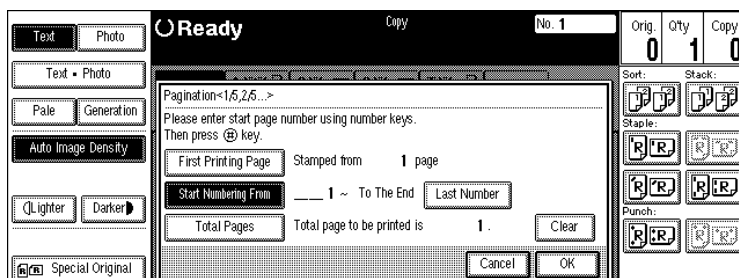 Text
Photo
Text • Photo
Pale
Generation
Auto Image Density
Lighter
Darker
Special Original
Ready
Copy
No. 1
Pagination<1/5,2/5...>
Please enter start page number using number keys.
Then press # key.
First Printing Page
Stamped from 1 page
Start Numbering From
__ 1 ~ To The End
Last Number
Total Pages
Total page to be printed is 1 .
Clear
Cancel
OK
Orig. Q'ty Copy
0 1 0
Sort: Stack:
Staple:
Punch: